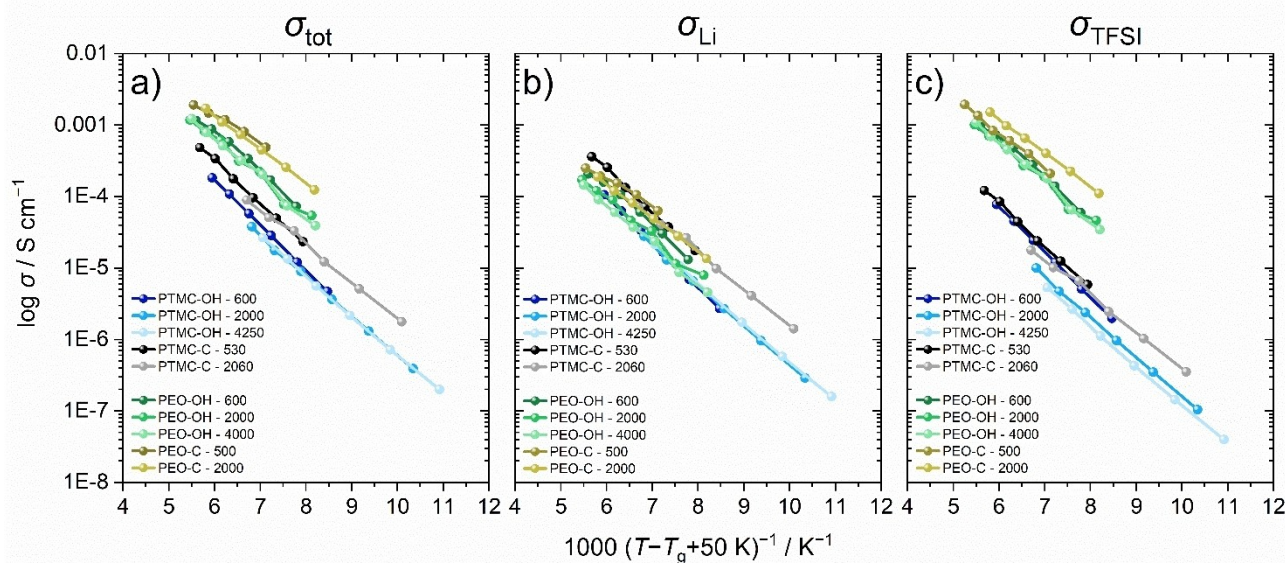 σtot σLi σTFSI
a) b) c)
log σ / S cm⁻¹
0.01
0.001
1E-4
1E-5
1E-6
1E-7
1E-8
PTMC-OH - 600
PTMC-OH - 2000
PTMC-OH - 4250
PTMC-C - 530
PTMC-C - 2060
PEO-OH - 600
PEO-OH - 2000
PEO-OH - 4000
PEO-C - 500
PEO-C - 2000
4 5 6 7 8 9 10 11 12
PTMC-OH - 600
PTMC-OH - 2000
PTMC-OH - 4250
PTMC-C - 530
PTMC-C - 2060
PEO-OH - 600
PEO-OH - 2000
PEO-OH - 4000
PEO-C - 500
PEO-C - 2000
4 5 6 7 8 9 10 11 12
PTMC-OH - 600
PTMC-OH - 2000
PTMC-OH - 4250
PTMC-C - 530
PTMC-C - 2060
PEO-OH - 600
PEO-OH - 2000
PEO-OH - 4000
PEO-C - 500
PEO-C - 2000
4 5 6 7 8 9 10 11 12
1000 (T−Tg+50 K)⁻¹ / K⁻¹